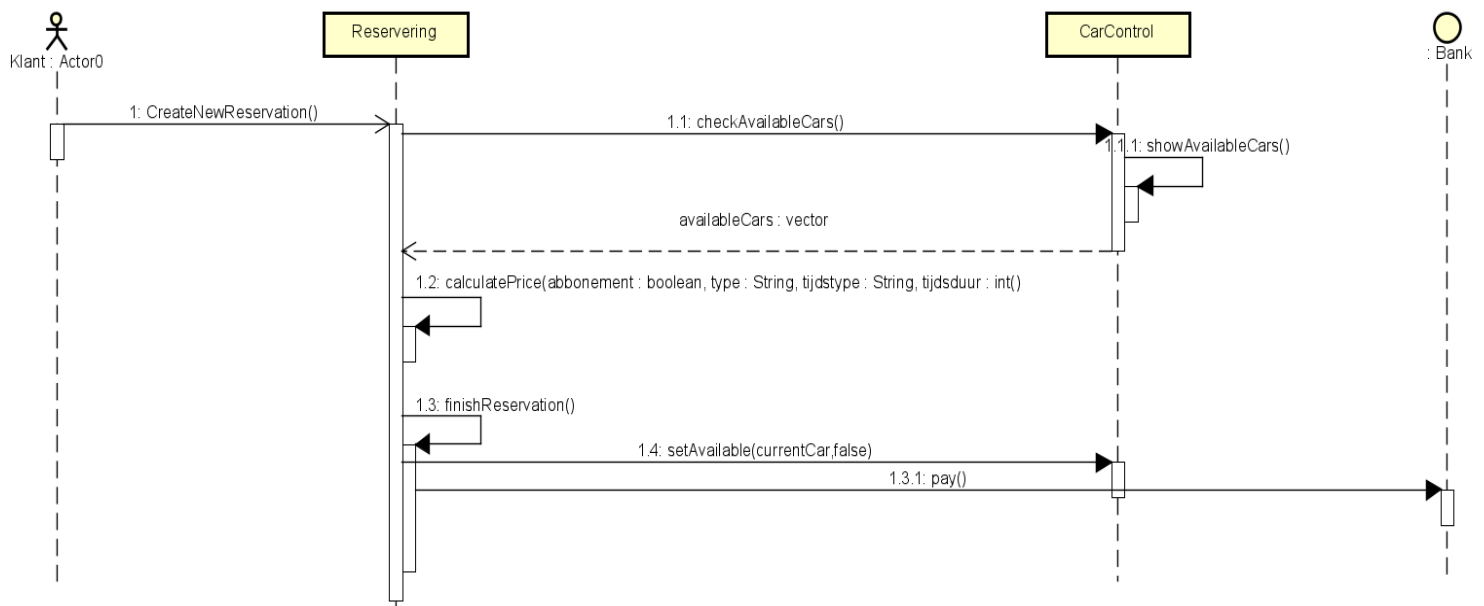 Reservering
CarControl
Klant : Actor0
: Bank
1: CreateNewReservation()
1.1: checkAvailableCars()
1.1.1: showAvailableCars()
availableCars : vector
1.2: calculatePrice(abbonement : boolean, type : String, tijdstype : String, tijdsduur : int()
1.3: finishReservation()
1.4: setAvailable(currentCar,false)
1.3.1: pay()